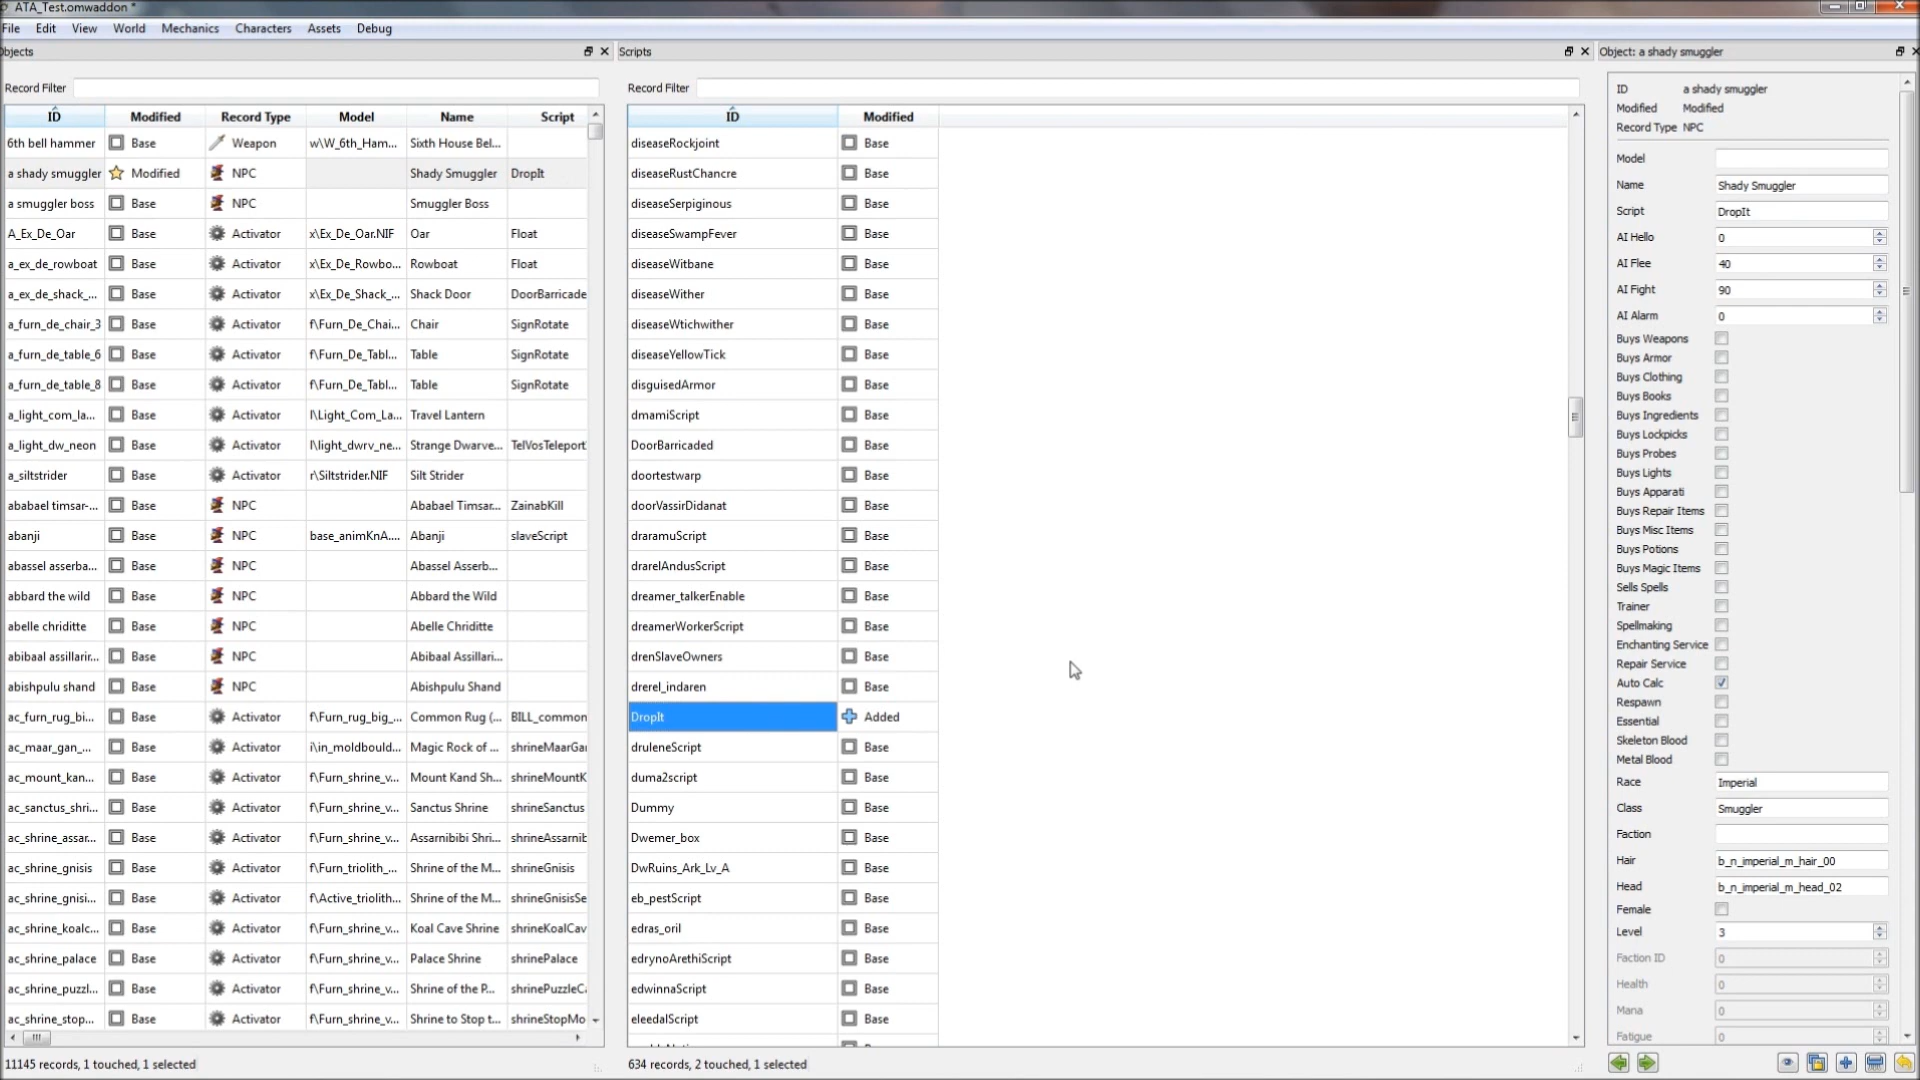 ATA_Test.omwaddon *
File Edit View World Mechanics Characters Assets Debug
bjects
Record Filter
ID Modified Record Type Model Name Script
6th bell hammer Base Weapon w\W_6th_Ham... Sixth House Bel...
a shady smuggler Modified NPC Shady Smuggler DropIt
a smuggler boss Base NPC Smuggler Boss
A_Ex_De_Oar Base Activator x\Ex_De_Oar.NIF Oar Float
a_ex_de_rowboat Base Activator x\Ex_De_Rowbo... Rowboat Float
a_ex_de_shack_... Base Activator x\Ex_De_Shack_... Shack Door DoorBarricade
a_furn_de_chair_3 Base Activator f\Furn_De_Chai... Chair SignRotate
a_furn_de_table_6 Base Activator f\Furn_De_Tabl... Table SignRotate
a_furn_de_table_8 Base Activator f\Furn_De_Tabl... Table SignRotate
a_light_com_la... Base Activator l\Light_Com_La... Travel Lantern
a_light_dw_neon Base Activator l\light_dwrv_ne... Strange Dwarve... TelVosTeleport
a_siltstrider Base Activator r\Siltstrider.NIF Silt Strider
ababael timsar-... Base NPC Ababael Timsar... ZainabKill
abanji Base NPC base_animKnA.... Abanji slaveScript
abassel asserba... Base NPC Abassel Asserb...
abbard the wild Base NPC Abbard the Wild
abelle chriditte Base NPC Abelle Chriditte
abibaal assillarir... Base NPC Abibaal Assillari...
abishpulu shand Base NPC Abishpulu Shand
ac_furn_rug_bi... Base Activator f\Furn_rug_big_... Common Rug (... BILL_common
ac_maar_gan_... Base Activator i\in_moldbould... Magic Rock of ... shrineMaarGa
ac_mount_kan... Base Activator f\Furn_shrine_v... Mount Kand Sh... shrineMountK
ac_sanctus_shri... Base Activator f\Furn_shrine_v... Sanctus Shrine shrineSanctus
ac_shrine_assar... Base Activator f\Furn_shrine_v... Assarnibibi Shri... shrineAssarnib
ac_shrine_gnisis Base Activator f\Furn_triolith_... Shrine of the M... shrineGnisis
ac_shrine_gnisi... Base Activator f\Active_triolith... Shrine of the M... shrineGnisisSe
ac_shrine_koalc... Base Activator f\Furn_shrine_v... Koal Cave Shrine shrineKoalCav
ac_shrine_palace Base Activator f\Furn_shrine_v... Palace Shrine shrinePalace
ac_shrine_puzzl... Base Activator f\Furn_shrine_v... Shrine of the P... shrinePuzzleC
ac_shrine_stop... Base Activator f\Furn_shrine_v... Shrine to Stop t... shrineStopMo
11145 records, 1 touched, 1 selected
Scripts
Record Filter
ID Modified
diseaseRockjoint Base
diseaseRustChancre Base
diseaseSerpiginous Base
diseaseSwampFever Base
diseaseWitbane Base
diseaseWither Base
diseaseWtichwither Base
diseaseYellowTick Base
disguisedArmor Base
dmamiScript Base
DoorBarricaded Base
doortestwarp Base
doorVassirDidanat Base
draramuScript Base
drarelAndusScript Base
dreamer_talkerEnable Base
dreamerWorkerScript Base
drenSlaveOwners Base
drerel_indaren Base
DropIt Added
druleneScript Base
duma2script Base
Dummy Base
Dwemer_box Base
DwRuins_Ark_Lv_A Base
eb_pestScript Base
edras_oril Base
edrynoArethiScript Base
edwinnaScript Base
eleedalScript Base
634 records, 2 touched, 1 selected
Object: a shady smuggler
ID a shady smuggler
Modified Modified
Record Type NPC
Model
Name Shady Smuggler
Script DropIt
AI Hello 0
AI Flee 40
AI Fight 90
AI Alarm 0
Buys Weapons
Buys Armor
Buys Clothing
Buys Books
Buys Ingredients
Buys Lockpicks
Buys Probes
Buys Lights
Buys Apparati
Buys Repair Items
Buys Misc Items
Buys Potions
Buys Magic Items
Sells Spells
Trainer
Spellmaking
Enchanting Service
Repair Service
Auto Calc
Respawn
Essential
Skeleton Blood
Metal Blood
Race Imperial
Class Smuggler
Faction
Hair b_n_imperial_m_hair_00
Head b_n_imperial_m_head_02
Female
Level 3
Faction ID 0
Health 0
Mana 0
Fatigue 0